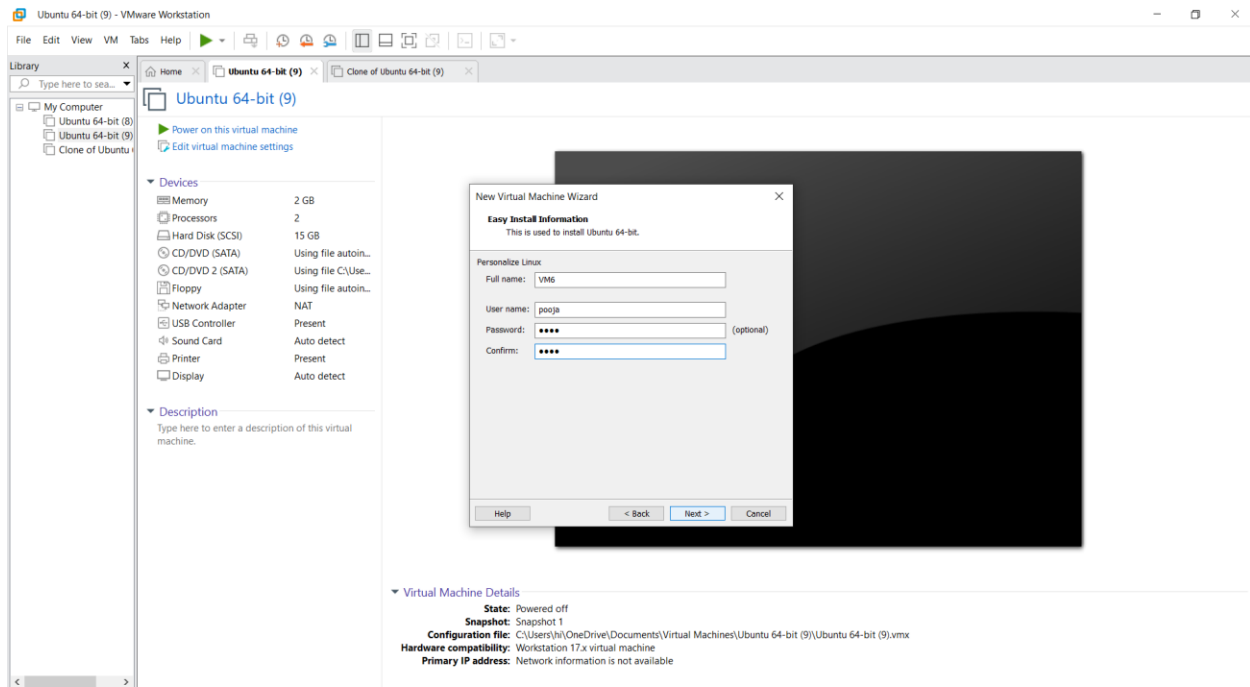 Ubuntu 64-bit (9) - VMware Workstation
File Edit View VM Tabs Help
Library X
Type here to sea...
My Computer
Ubuntu 64-bit (8)
Ubuntu 64-bit (9)
Clone of Ubuntu
Home
Ubuntu 64-bit (9)
Clone of Ubuntu 64-bit (9)
Ubuntu 64-bit (9)
Power on this virtual machine
Edit virtual machine settings
Devices
Memory 2 GB
Processors 2
Hard Disk (SCSI) 15 GB
CD/DVD (SATA) Using file autoin...
CD/DVD 2 (SATA) Using file C:\Use...
Floppy Using file autoin...
Network Adapter NAT
USB Controller Present
Sound Card Auto detect
Printer Present
Display Auto detect
Description
Type here to enter a description of this virtual
machine.
New Virtual Machine Wizard
Easy Install Information
This is used to install Ubuntu 64-bit.
Personalize Linux
Full name: VM6
User name: pooja
Password: •••• (optional)
Confirm: ••••
Help < Back Next > Cancel
Virtual Machine Details
State: Powered off
Snapshot: Snapshot 1
Configuration file: C:\Users\hi\OneDrive\Documents\Virtual Machines\Ubuntu 64-bit (9)\Ubuntu 64-bit (9).vmx
Hardware compatibility: Workstation 17.x virtual machine
Primary IP address: Network information is not available